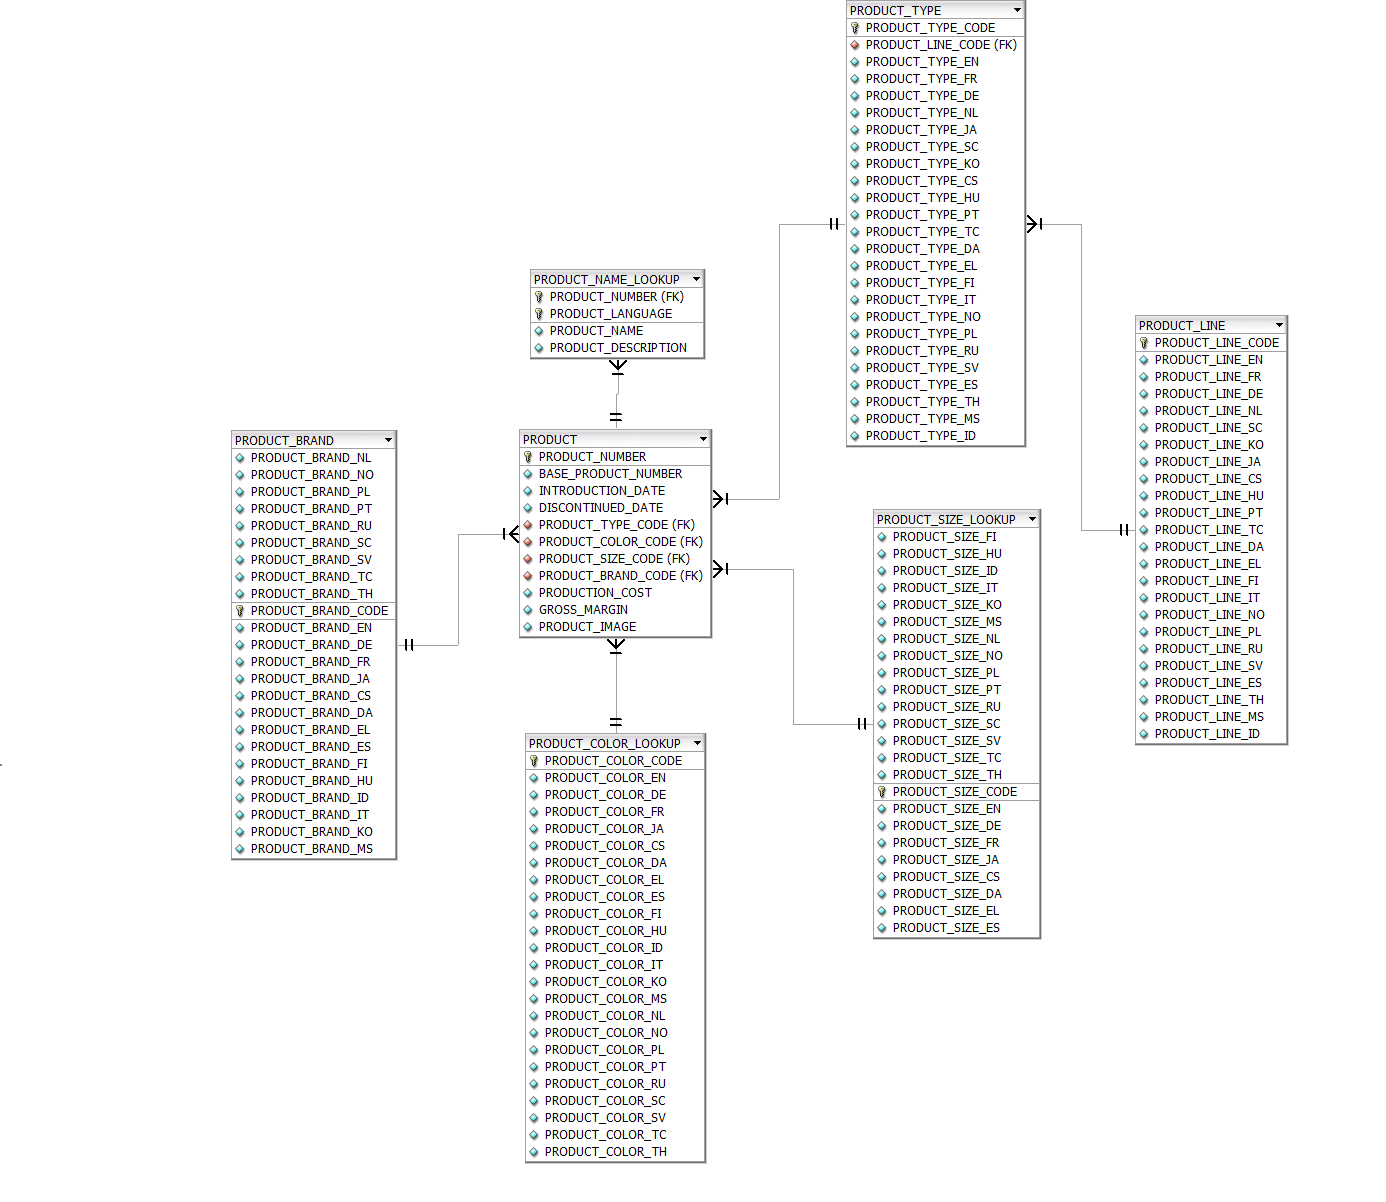 PRODUCT_TYPE
PRODUCT_TYPE_CODE
PRODUCT_LINE_CODE (FK)
PRODUCT_TYPE_EN
PRODUCT_TYPE_FR
PRODUCT_TYPE_DE
PRODUCT_TYPE_NL
PRODUCT_TYPE_JA
PRODUCT_TYPE_SC
PRODUCT_TYPE_KO
PRODUCT_TYPE_CS
PRODUCT_TYPE_HU
PRODUCT_TYPE_PT
PRODUCT_TYPE_TC
PRODUCT_TYPE_DA
PRODUCT_TYPE_EL
PRODUCT_TYPE_FI
PRODUCT_TYPE_IT
PRODUCT_TYPE_NO
PRODUCT_TYPE_PL
PRODUCT_TYPE_RU
PRODUCT_TYPE_SV
PRODUCT_TYPE_ES
PRODUCT_TYPE_TH
PRODUCT_TYPE_MS
PRODUCT_TYPE_ID
PRODUCT_NAME_LOOKUP
PRODUCT_NUMBER (FK)
PRODUCT_LANGUAGE
PRODUCT_NAME
PRODUCT_DESCRIPTION
PRODUCT_LINE
PRODUCT_LINE_CODE
PRODUCT_LINE_EN
PRODUCT_LINE_FR
PRODUCT_LINE_DE
PRODUCT_LINE_NL
PRODUCT_LINE_SC
PRODUCT_LINE_KO
PRODUCT_LINE_JA
PRODUCT_LINE_CS
PRODUCT_LINE_HU
PRODUCT_LINE_PT
PRODUCT_LINE_TC
PRODUCT_LINE_DA
PRODUCT_LINE_EL
PRODUCT_LINE_FI
PRODUCT_LINE_IT
PRODUCT_LINE_NO
PRODUCT_LINE_PL
PRODUCT_LINE_RU
PRODUCT_LINE_SV
PRODUCT_LINE_ES
PRODUCT_LINE_TH
PRODUCT_LINE_MS
PRODUCT_LINE_ID
PRODUCT_BRAND
PRODUCT_BRAND_NL
PRODUCT_BRAND_NO
PRODUCT_BRAND_PL
PRODUCT_BRAND_PT
PRODUCT_BRAND_RU
PRODUCT_BRAND_SC
PRODUCT_BRAND_SV
PRODUCT_BRAND_TC
PRODUCT_BRAND_TH
PRODUCT_BRAND_CODE
PRODUCT_BRAND_EN
PRODUCT_BRAND_DE
PRODUCT_BRAND_FR
PRODUCT_BRAND_JA
PRODUCT_BRAND_CS
PRODUCT_BRAND_DA
PRODUCT_BRAND_EL
PRODUCT_BRAND_ES
PRODUCT_BRAND_FI
PRODUCT_BRAND_HU
PRODUCT_BRAND_ID
PRODUCT_BRAND_IT
PRODUCT_BRAND_KO
PRODUCT_BRAND_MS
PRODUCT
PRODUCT_NUMBER
BASE_PRODUCT_NUMBER
INTRODUCTION_DATE
DISCONTINUED_DATE
PRODUCT_TYPE_CODE (FK)
PRODUCT_COLOR_CODE (FK)
PRODUCT_SIZE_CODE (FK)
PRODUCT_BRAND_CODE (FK)
PRODUCTION_COST
GROSS_MARGIN
PRODUCT_IMAGE
PRODUCT_SIZE_LOOKUP
PRODUCT_SIZE_FI
PRODUCT_SIZE_HU
PRODUCT_SIZE_ID
PRODUCT_SIZE_IT
PRODUCT_SIZE_KO
PRODUCT_SIZE_MS
PRODUCT_SIZE_NL
PRODUCT_SIZE_NO
PRODUCT_SIZE_PL
PRODUCT_SIZE_PT
PRODUCT_SIZE_RU
PRODUCT_SIZE_SC
PRODUCT_SIZE_SV
PRODUCT_SIZE_TC
PRODUCT_SIZE_TH
PRODUCT_SIZE_CODE
PRODUCT_SIZE_EN
PRODUCT_SIZE_DE
PRODUCT_SIZE_FR
PRODUCT_SIZE_JA
PRODUCT_SIZE_CS
PRODUCT_SIZE_DA
PRODUCT_SIZE_EL
PRODUCT_SIZE_ES
PRODUCT_COLOR_LOOKUP
PRODUCT_COLOR_CODE
PRODUCT_COLOR_EN
PRODUCT_COLOR_DE
PRODUCT_COLOR_FR
PRODUCT_COLOR_JA
PRODUCT_COLOR_CS
PRODUCT_COLOR_DA
PRODUCT_COLOR_EL
PRODUCT_COLOR_ES
PRODUCT_COLOR_FI
PRODUCT_COLOR_HU
PRODUCT_COLOR_ID
PRODUCT_COLOR_IT
PRODUCT_COLOR_KO
PRODUCT_COLOR_MS
PRODUCT_COLOR_NL
PRODUCT_COLOR_NO
PRODUCT_COLOR_PL
PRODUCT_COLOR_PT
PRODUCT_COLOR_RU
PRODUCT_COLOR_SC
PRODUCT_COLOR_SV
PRODUCT_COLOR_TC
PRODUCT_COLOR_TH